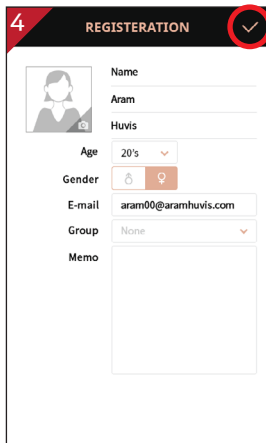 4
REGISTERATION
Name
Aram
Huvis
Age 20's
Gender
E-mail aram00@aramhuvis.com
Group None
Memo